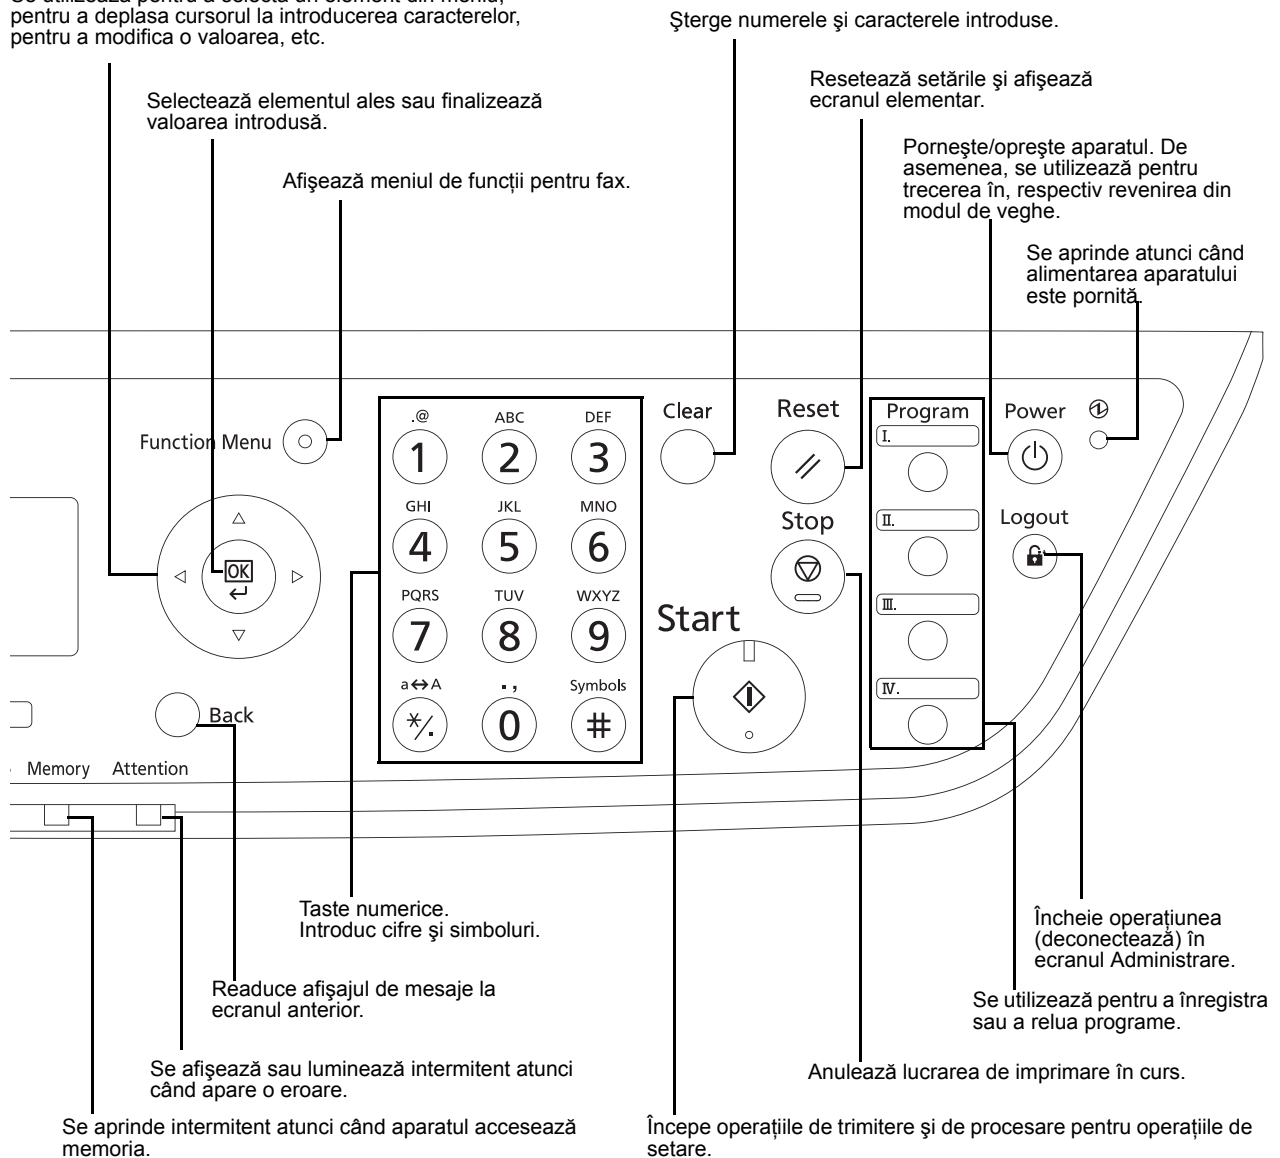 pentru a deplasa cursorul la introducerea caracterelor,
pentru a modifica o valoarea, etc.
Şterge numerele şi caracterele introduse.
Resetează setările şi afişează
ecranul elementar.
Selectează elementul ales sau finalizează
valoarea introdusă.
Porneşte/opreşte aparatul. De
asemenea, se utilizează pentru
trecerea în, respectiv revenirea din
modul de veghe.
Afişează meniul de funcții pentru fax.
Se aprinde atunci când
alimentarea aparatului
este pornită.
Function Menu
.@
ABC
DEF
1
2
3
GHI
JKL
MNO
4
5
6
PQRS
TUV
WXYZ
7
8
9
a↔A
. ,
Symbols
*/.
0
#
Clear
Reset
Stop
Start
Program
I.
II.
III.
IV.
Power
Logout
OK
Back
Memory
Attention
Taste numerice.
Introduc cifre şi simboluri.
Încheie operațiunea
(deconectează) în
ecranul Administrare.
Readuce afişajul de mesaje la
ecranul anterior.
Se utilizează pentru a înregistra
sau a relua programe.
Se afişează sau luminează intermitent atunci
când apare o eroare.
Anulează lucrarea de imprimare în curs.
Se aprinde intermitent atunci când aparatul accesează
memoria.
Începe operațiile de trimitere şi de procesare pentru operațiile de
setare.